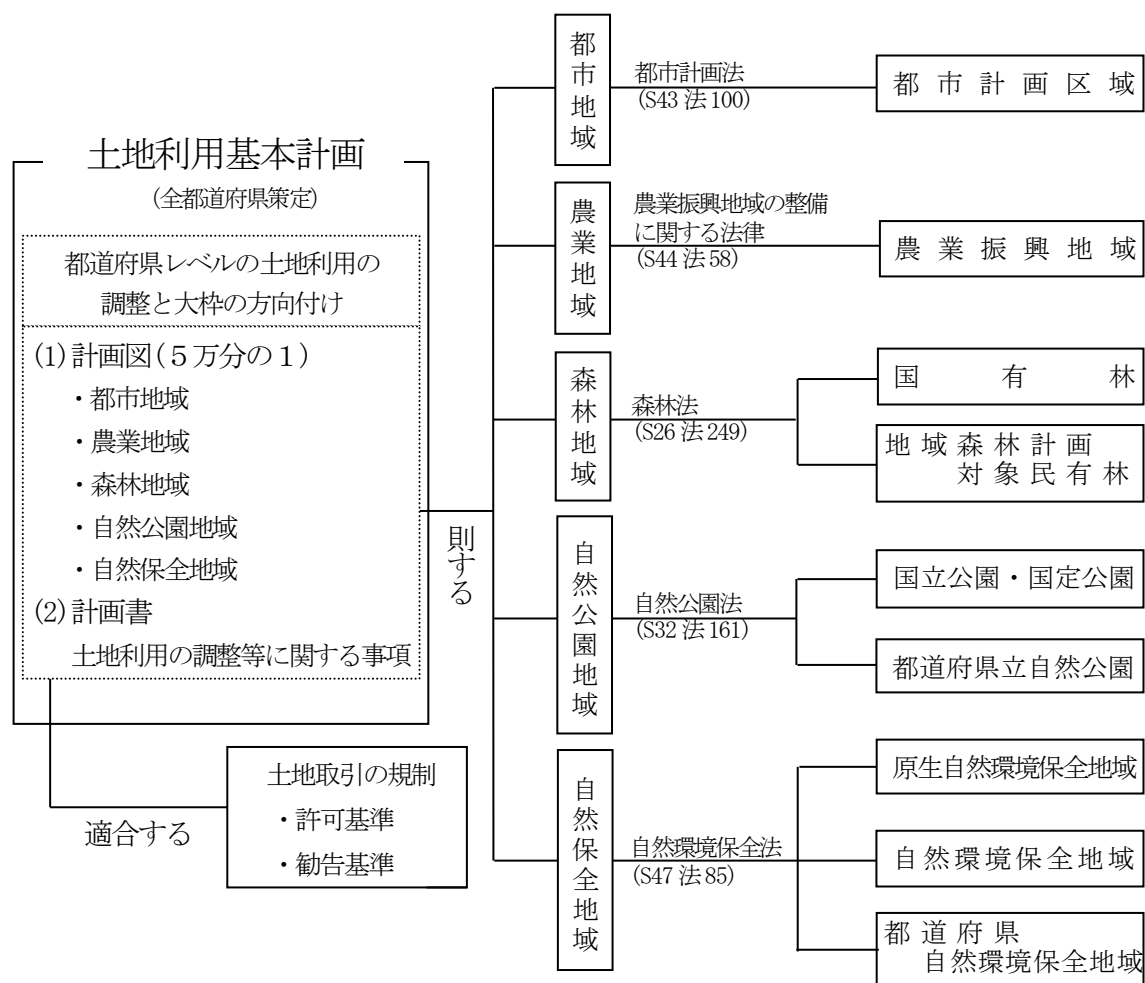 土地利用基本計画
(全都道府県策定)
都道府県レベルの土地利用の
調整と大枠の方向付け
(1)計画図(５万分の１)
・都市地域
・農業地域
・森林地域
・自然公園地域
・自然保全地域
(2)計画書
土地利用の調整等に関する事項
適合する
土地取引の規制
・許可基準
・勧告基準
則する
都市地域
都市計画法
(S43法100)
都市計画区域
農業地域
農業振興地域の整備
に関する法律
(S44法58)
農業振興地域
森林地域
森林法
(S26法249)
国有林
地域森林計画
対象民有林
自然公園地域
自然公園法
(S32法161)
国立公園・国定公園
都道府県立自然公園
自然保全地域
自然環境保全法
(S47法85)
原生自然環境保全地域
自然環境保全地域
都道府県
自然環境保全地域